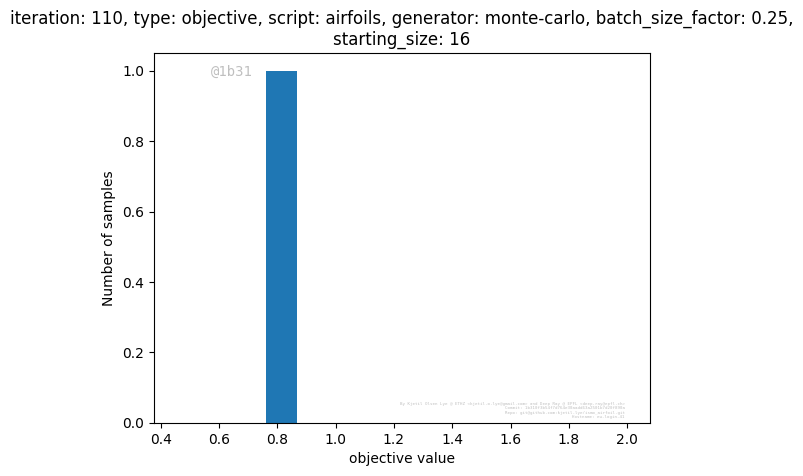 iteration: 110, type: objective, script: airfoils, generator: monte-carlo, batch_size_factor: 0.25,
starting_size: 16
@1b31
1.0
0.8
0.6
0.4
0.2
0.0
Number of samples
0.4 0.6 0.8 1.0 1.2 1.4 1.6 1.8 2.0
objective value